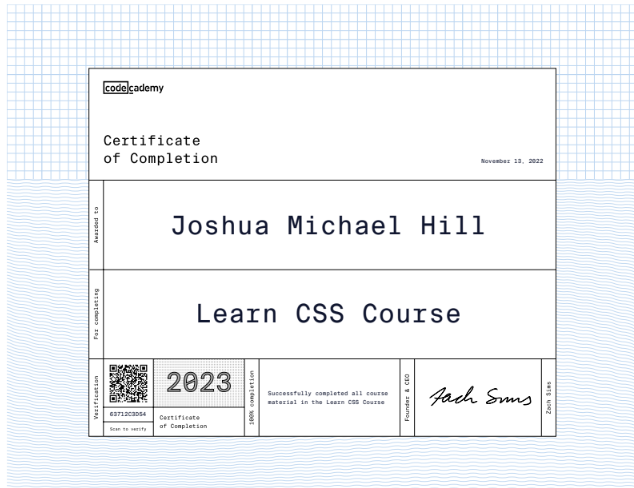 codecademy
Certificate
of Completion
November 13, 2022
Awarded to
Joshua Michael Hill
For completing
Learn CSS Course
Verification
63712C3D54
Scan to verify
2023
Certificate
of Completion
100% completion
Successfully completed all course
material in the Learn CSS Course
Founder & CEO
Zach Sims
Zach Sims